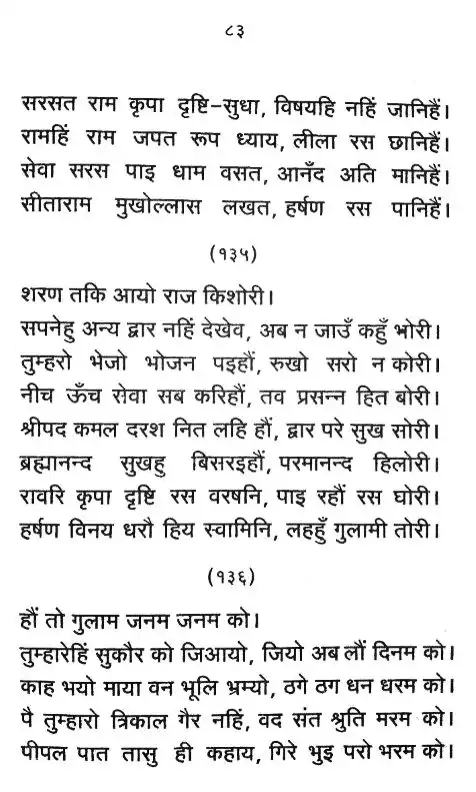 ८३
सरसत राम कृपा दृष्टि-सुधा, विषयहि नहिं जानिहैं।
रामहिं राम जपत रूप ध्याय, लीला रस छानिहैं।
सेवा सरस पाइ धाम वसत, आनँद अति मानिहैं।
सीताराम मुखोल्लास लखत, हर्षण रस पानिहैं।
(१३५)
शरण तकि आयो राज किशोरी।
सपनेहु अन्य द्वार नहिं देखेव, अब न जाउँ कहुँ भोरी।
तुम्हरो भेजो भोजन पइहौं, रुखो सरो न कोरी।
नीच ऊँच सेवा सब करिहौं, तव प्रसन्न हित बोरी।
श्रीपद कमल दरश नित लहि हौं, द्वार परे सुख सोरी।
ब्रह्मानन्द सुखहु बिसरइहौं, परमानन्द हिलोरी।
रावरि कृपा दृष्टि रस वरषनि, पाइ रहौं रस घोरी।
हर्षण विनय धरौ हिय स्वामिनि, लहहुँ गुलामी तोरी।
(१३६)
हौं तो गुलाम जनम जनम को।
तुम्हारेहिं सुकौर को जिआयो, जियो अब लौं दिनम को।
काह भयो माया वन भूलि भ्रम्यो, ठगे ठग धन धरम को।
पै तुम्हारो त्रिकाल गैर नहिं, वद संत श्रुति मरम को।
पीपल पात तासु ही कहाय, गिरे भुइ परो भरम को।